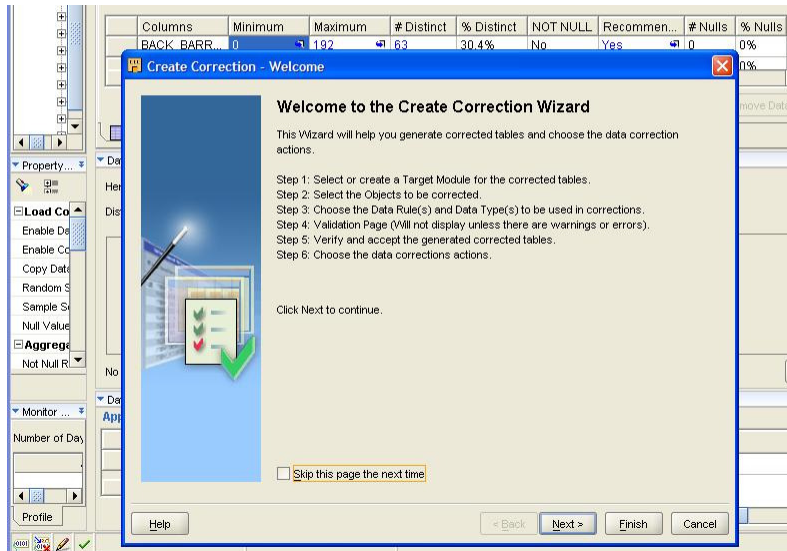 Columns Minimum Maximum # Distinct % Distinct NOT NULL Recommen... # Nulls % Nulls
BACK_BARR... 0 192 63 30.4% No Yes 0 0%
0%
Create Correction - Welcome
Welcome to the Create Correction Wizard
This Wizard will help you generate corrected tables and choose the data correction
actions.
Step 1: Select or create a Target Module for the corrected tables.
Step 2: Select the Objects to be corrected.
Step 3: Choose the Data Rule(s) and Data Type(s) to be used in corrections.
Step 4: Validation Page (Will not display unless there are warnings or errors).
Step 5: Verify and accept the generated corrected tables.
Step 6: Choose the data corrections actions.
Click Next to continue.
Skip this page the next time
Help < Back Next > Finish Cancel
move Data
Property...
Load Co
Enable Da
Enable Co
Copy Data
Random S
Sample Si
Null Value
Aggrega
Not Null R
Monitor ...
Number of Day
Profile
Da
Her
Dis
No
Da
App